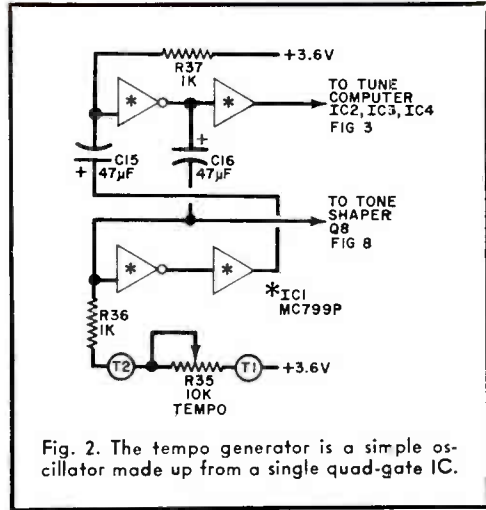 +3.6V
R37
1K
*
*
TO TUNE
COMPUTER
IC2, IC3, IC4
FIG 3
+
C15
+ 47µF
C16
47µF
TO TONE
SHAPER
Q8
FIG 8
*
*
*IC1
MC799P
R36
1K
T2
T1
+3.6V
R35
10K
TEMPO
Fig. 2. The tempo generator is a simple os-
cillator made up from a single quad-gate IC.